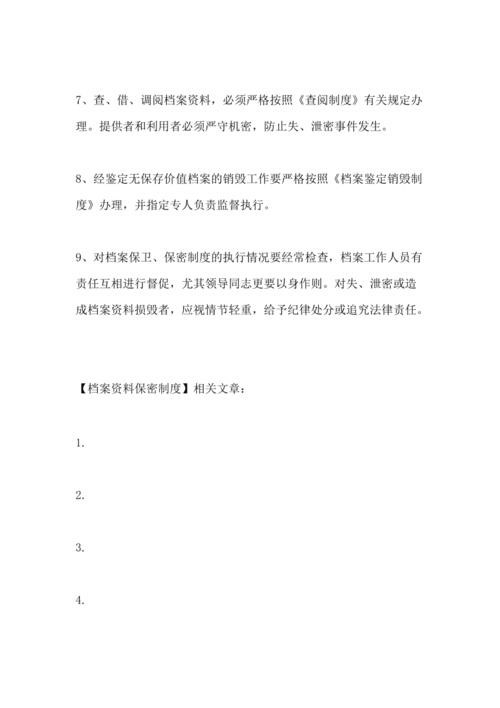 7、查、借、调阅档案资料，必须严格按照《查阅制度》有关规定办
理。提供者和利用者必须严守机密，防止失、泄密事件发生。
8、经鉴定无保存价值档案的销毁工作要严格按照《档案鉴定销毁制
度》办理，并指定专人负责监督执行。
9、对档案保卫、保密制度的执行情况要经常检查，档案工作人员有
责任互相进行督促，尤其领导同志更要以身作则。对失、泄密或造
成档案资料损毁者，应视情节轻重，给予纪律处分或追究法律责任。
【档案资料保密制度】相关文章：
1.
2.
3.
4.